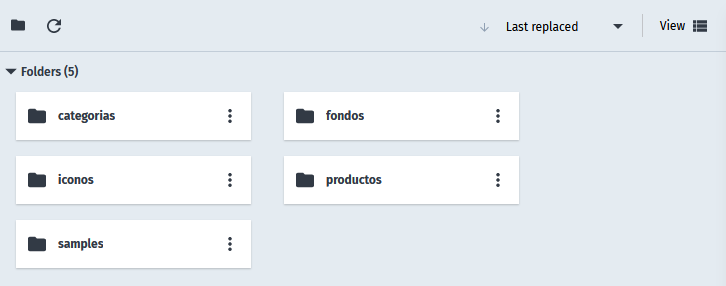 Last replaced
View
Folders (5)
categorias
fondos
iconos
productos
samples